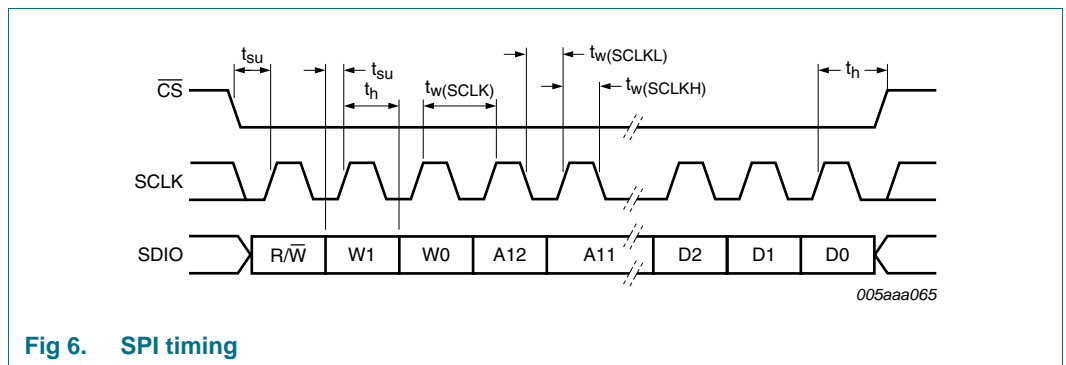 tsu
tsu
tw(SCLKL)
th
CS
th
tw(SCLK)
tw(SCLKH)
SCLK
SDIO
R/W
W1
W0
A12
A11
D2
D1
D0
005aaa065
Fig 6. SPI timing